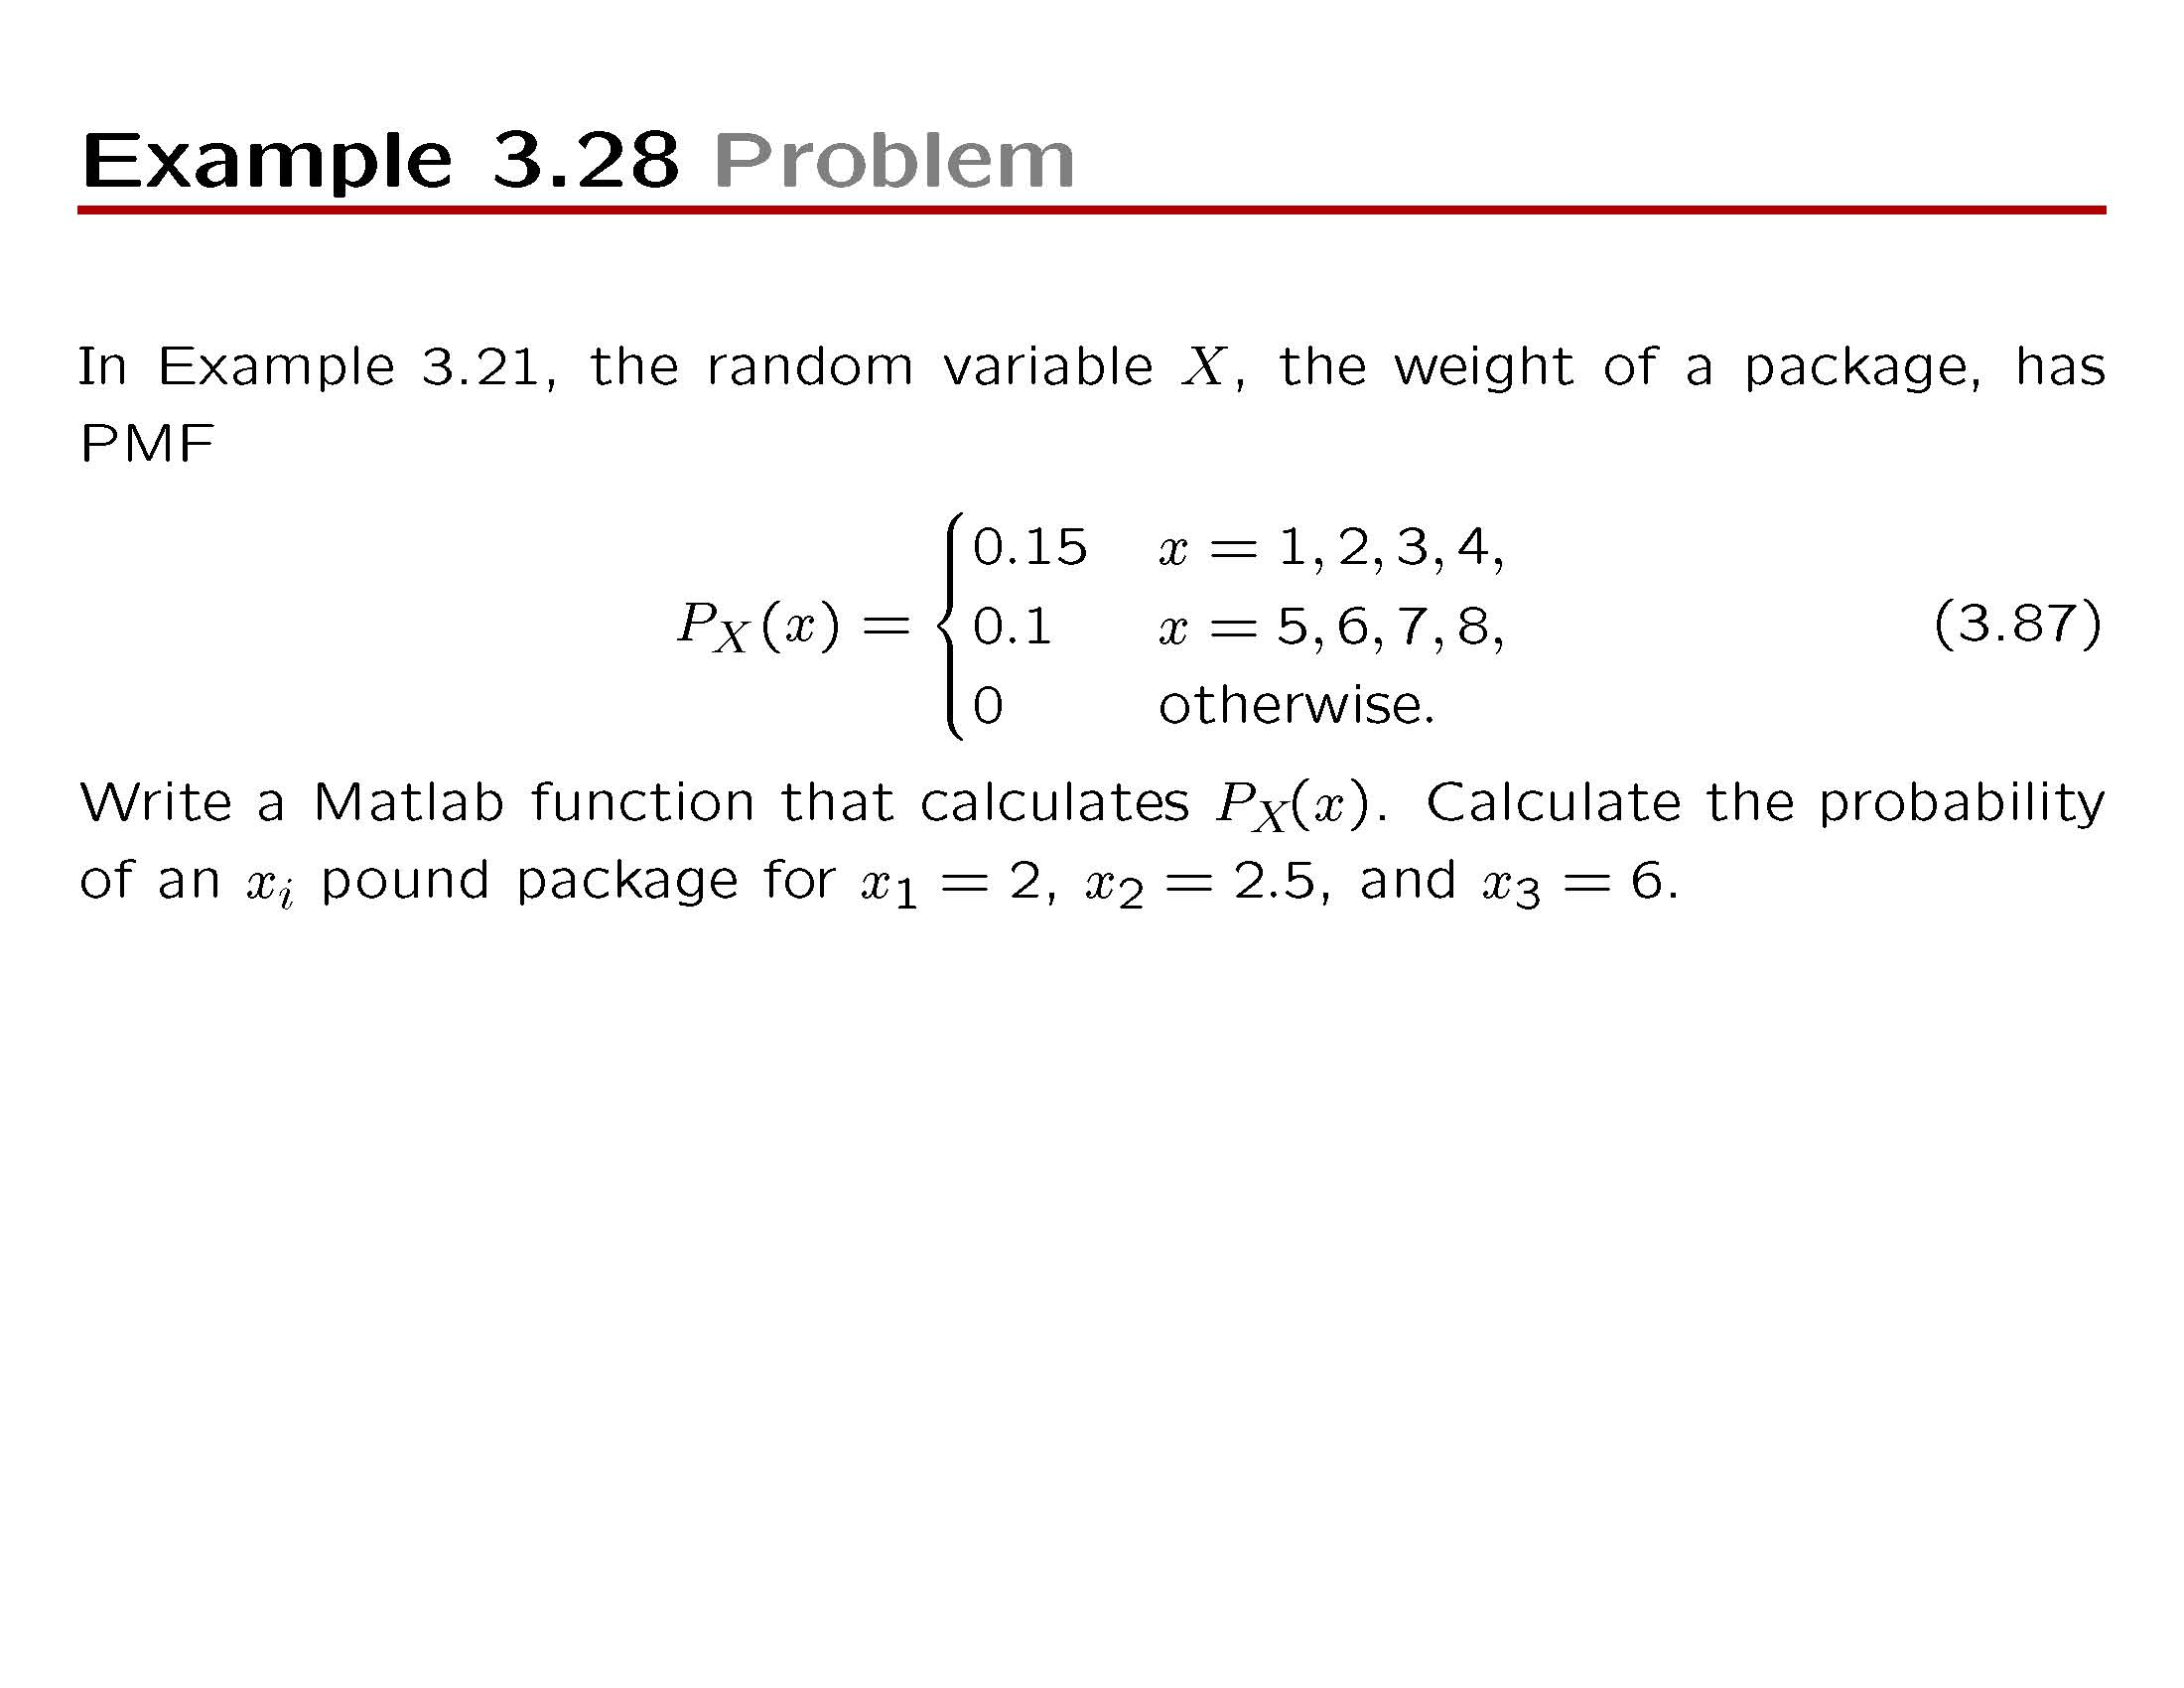 Example 3.28 Problem
In Example 3.21, the random variable X, the weight of a package, has
PMF
P_X(x) = { 0.15 x = 1, 2, 3, 4,
0.1 x = 5, 6, 7, 8, (3.87)
0 otherwise.
Write a Matlab function that calculates P_X(x). Calculate the probability
of an x_i pound package for x_1 = 2, x_2 = 2.5, and x_3 = 6.